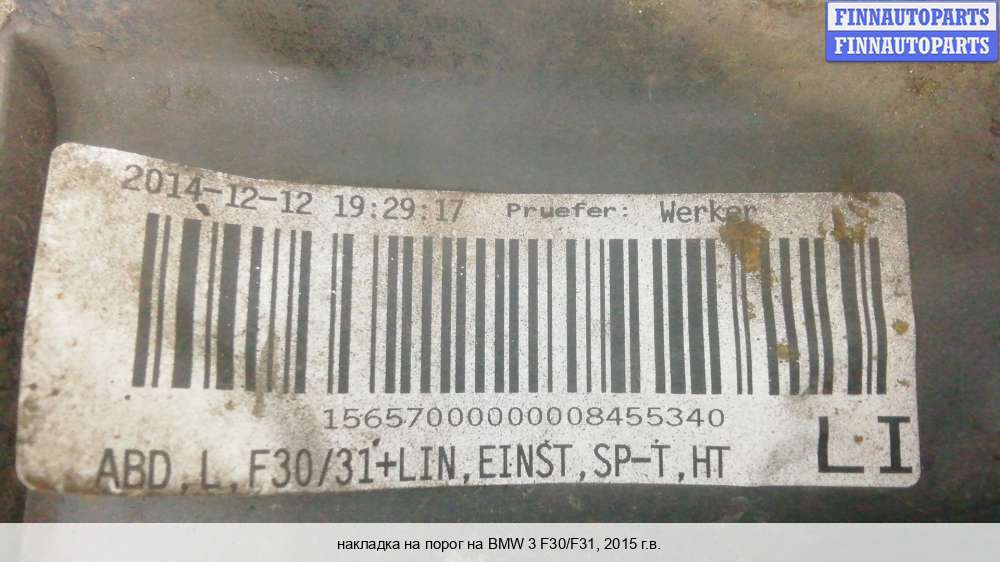 FINNAUTOPARTS
FINNAUTOPARTS
2014-12-12 19:29:17 Pruefer: Werker
15657000000008455340
ABD,L,F30/31+LIN,EINST,SP-T,HT
LI
накладка на порог на BMW 3 F30/F31, 2015 г.в.